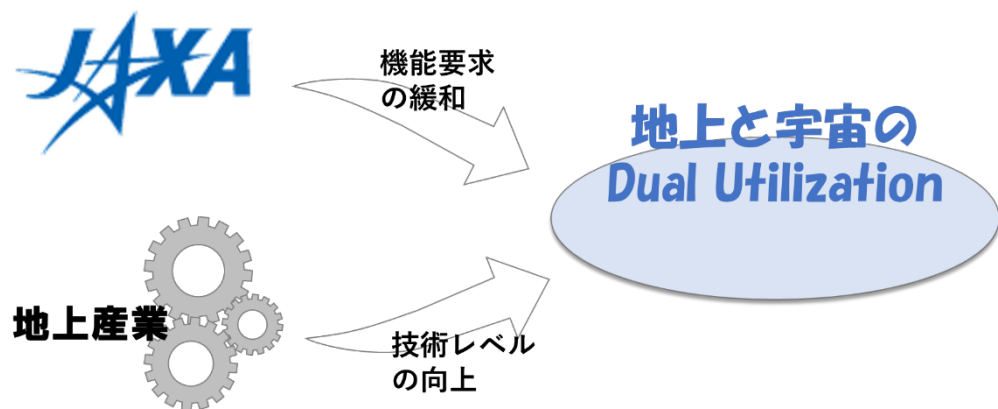 JAXA
機能要求
の緩和
地上と宇宙の
Dual Utilization
地上産業
技術レベル
の向上